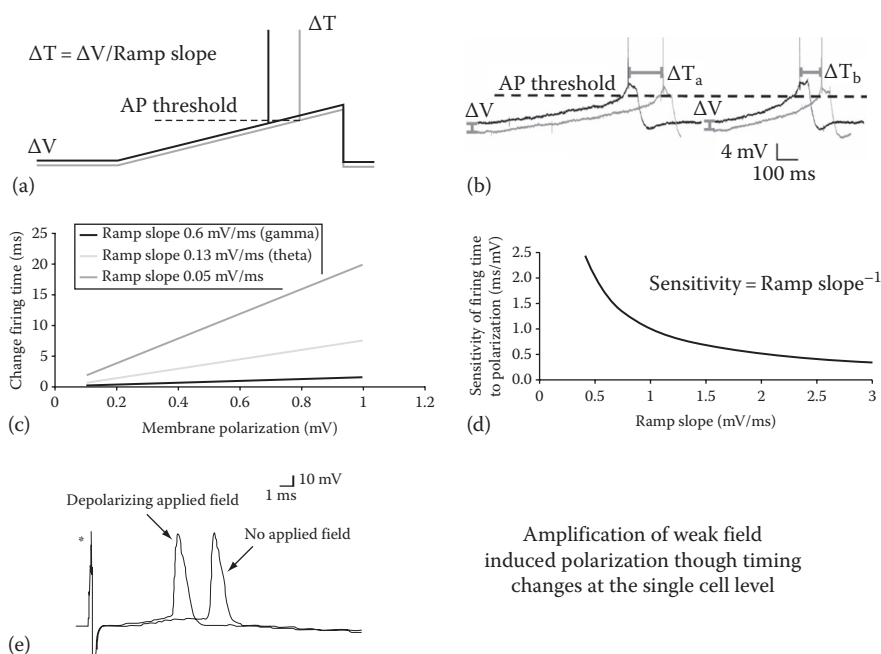 ΔT = ΔV/Ramp slope
ΔT
AP threshold
ΔV
(a)
AP threshold
ΔTₐ
ΔT_b
ΔV
ΔV
4 mV
100 ms
(b)
Ramp slope 0.6 mV/ms (gamma)
Ramp slope 0.13 mV/ms (theta)
Ramp slope 0.05 mV/ms
Change firing time (ms)
25
20
15
10
5
0
0
0.2
0.4
0.6
0.8
1
1.2
Membrane polarization (mV)
(c)
Sensitivity of firing time
to polarization (ms/mV)
2.5
2.0
1.5
1.0
0.5
0.0
Sensitivity = Ramp slope⁻¹
0
0.5
1
1.5
2
2.5
3
Ramp slope (mV/ms)
(d)
10 mV
1 ms
Depolarizing applied field
No applied field
*
(e)
Amplification of weak field
induced polarization though timing
changes at the single cell level